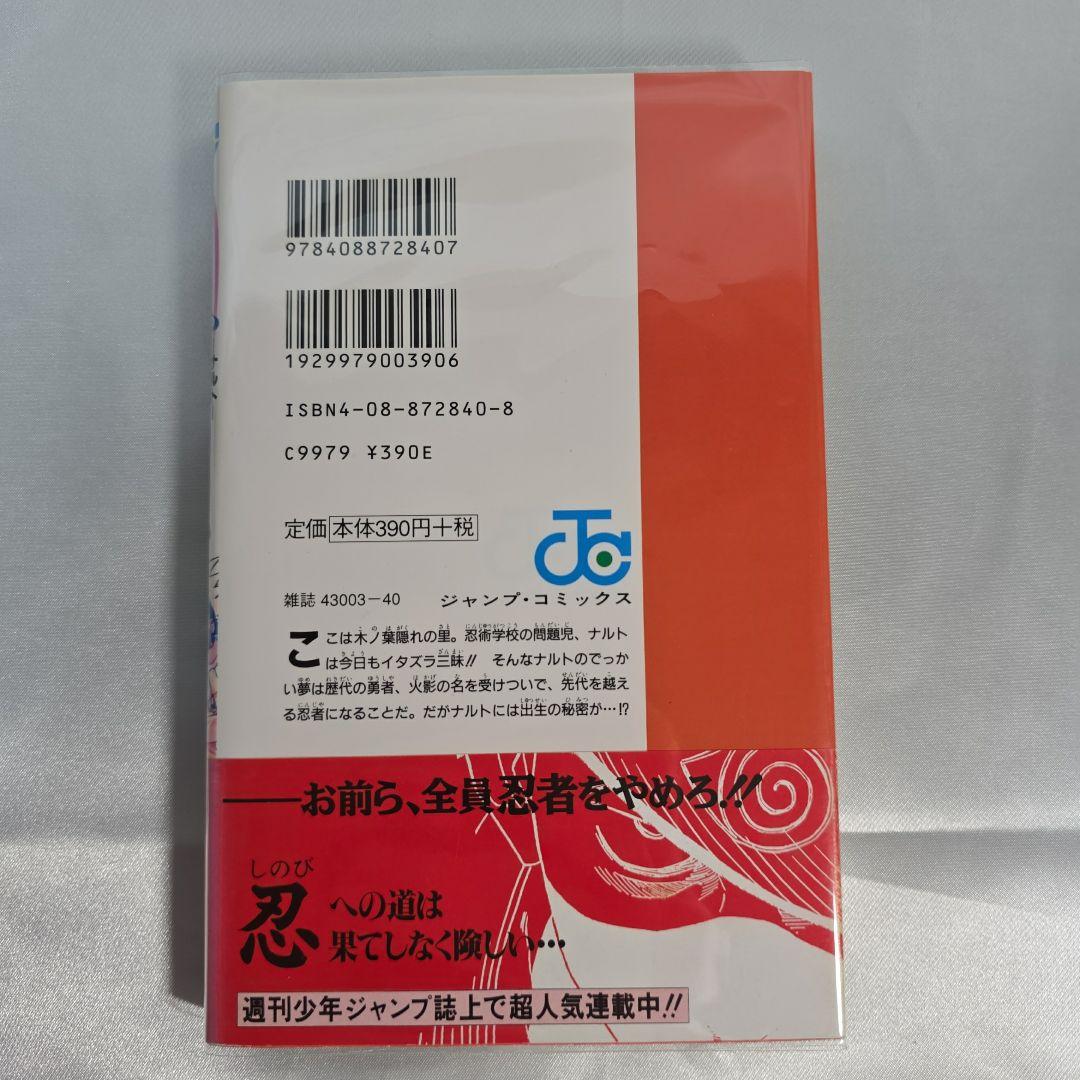 9784088728407
1929979003906
ISBN4-08-872840-8
C9979 ¥390E
定価 本体390円+税
雑誌 43003-40
ジャンプ・コミックス
ここは木ノ葉隠れの里。忍術学校の問題児、ナルト
は今日もイタズラ三昧!! そんなナルトのでっか
い夢は歴代の勇者、火影の名を受けついで、先代を越え
る忍者になることだ。だがナルトには出生の秘密が…!?
――お前ら、全員忍者をやめろ!!
しのび
忍への道は
果てしなく険しい…
週刊少年ジャンプ誌上で超人気連載中!!